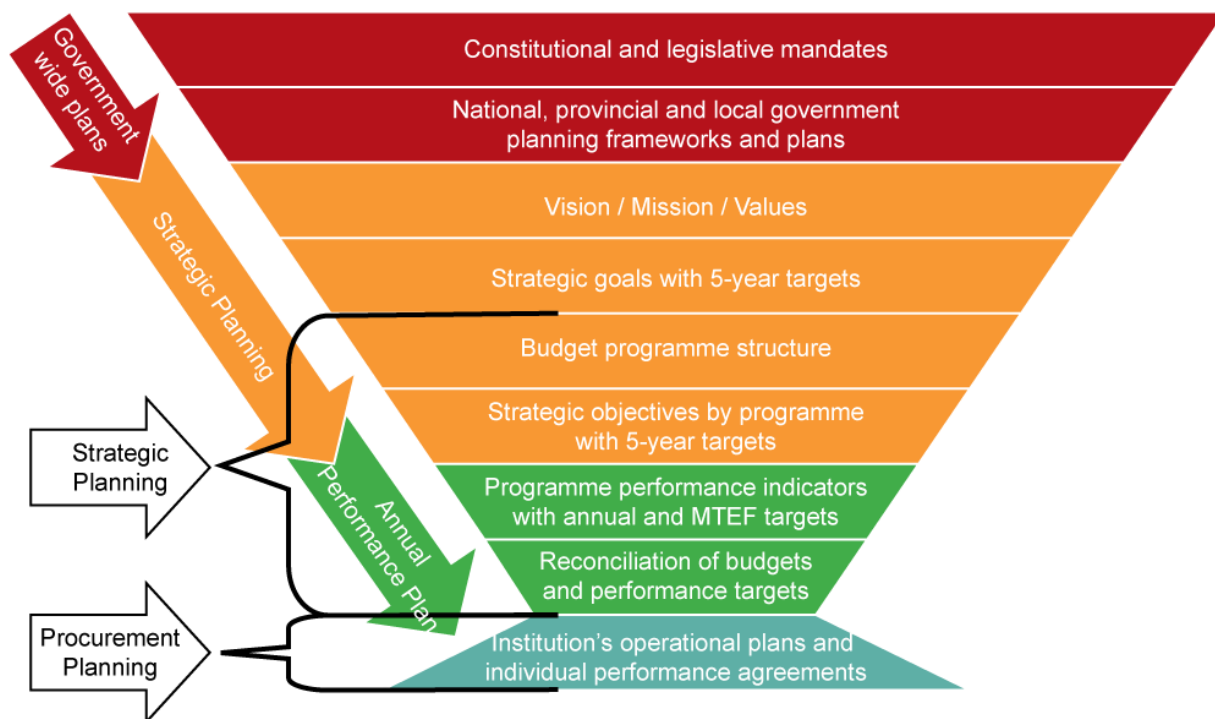 Government
wide plans
Strategic Planning
Annual
Performance Plan
Strategic
Planning
Procurement
Planning
Constitutional and legislative mandates
National, provincial and local government
planning frameworks and plans
Vision / Mission / Values
Strategic goals with 5-year targets
Budget programme structure
Strategic objectives by programme
with 5-year targets
Programme performance indicators
with annual and MTEF targets
Reconciliation of budgets
and performance targets
Institution’s operational plans and
individual performance agreements